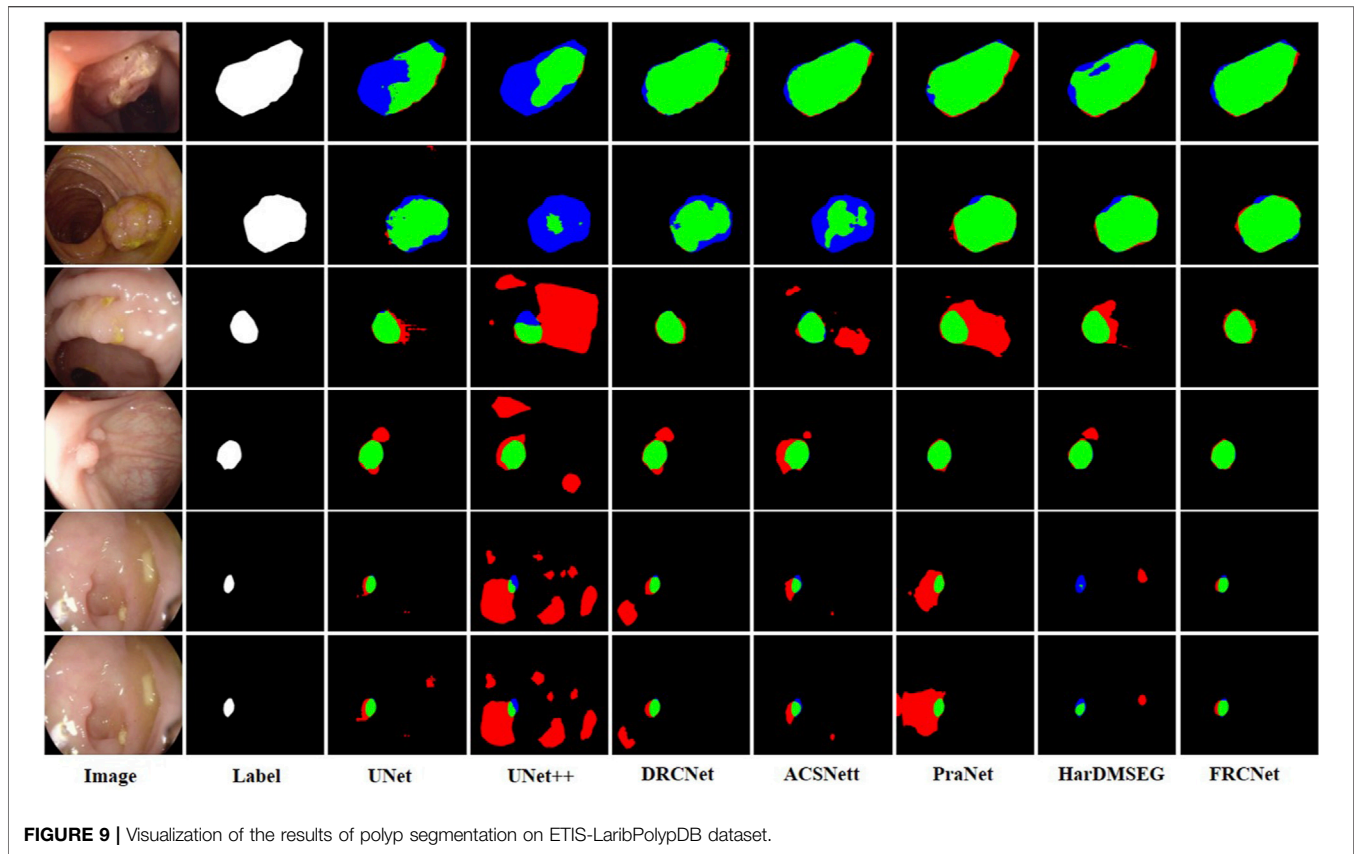 Image Label UNet UNet++ DRCNet ACSNett PraNet HarDMSEG FRCNet
FIGURE 9 | Visualization of the results of polyp segmentation on ETIS-LaribPolypDB dataset.